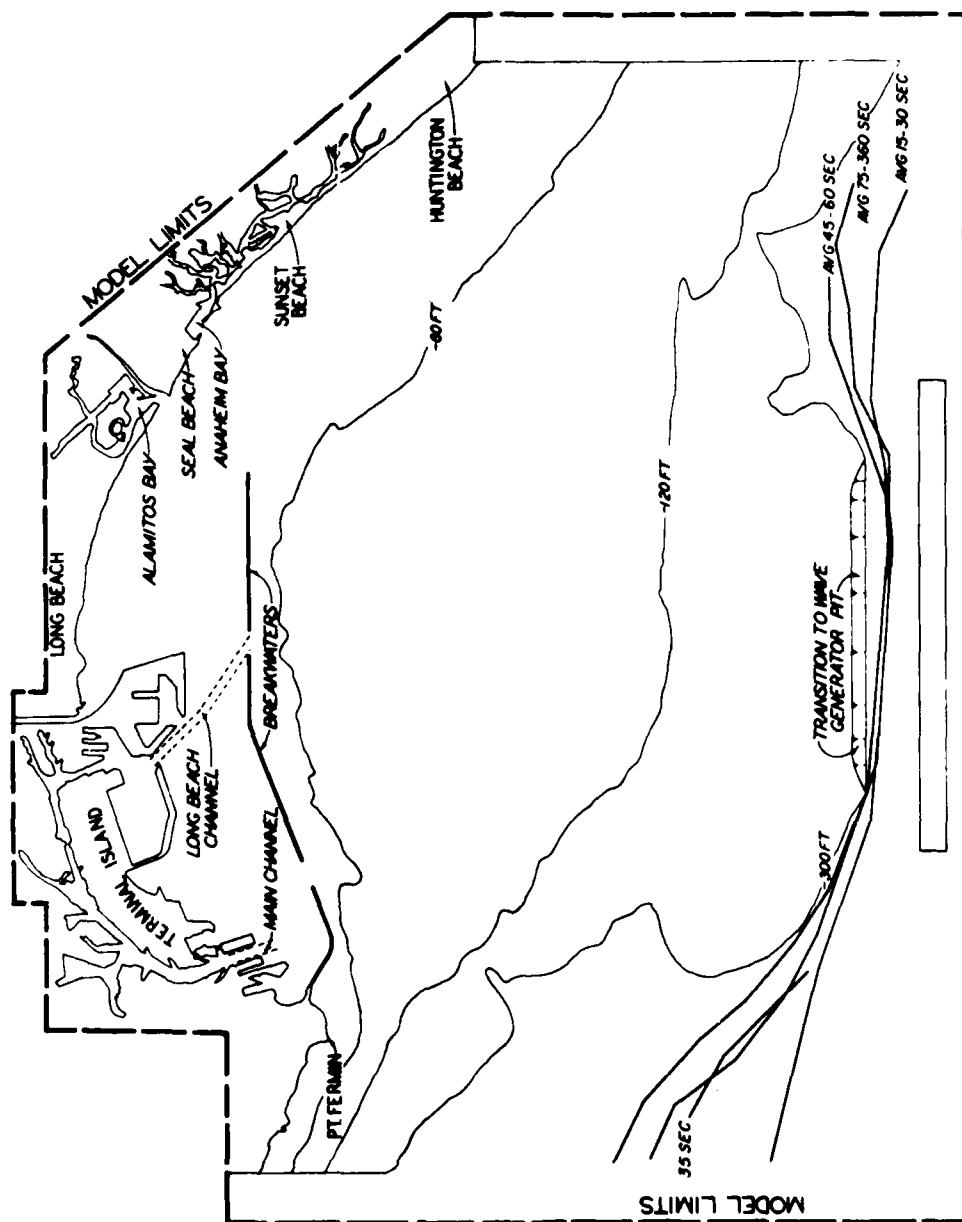 MODEL LIMITS
LONG BEACH
ALAMITOS BAY
SEAL BEACH
ANAHEIM BAY
SUNSET
BEACH
HUNTINGTON
BEACH
TERMINAL ISLAND
LONG BEACH
CHANNEL
MAIN CHANNEL
BREAKWATERS
PT. FERMIN
-60 FT
-120 FT
-300 FT
TRANSITION TO WAVE
GENERATOR PIT
AVG 45-60 SEC
AVG 75-360 SEC
AVG 15-30 SEC
35 SEC
MODEL LIMITS